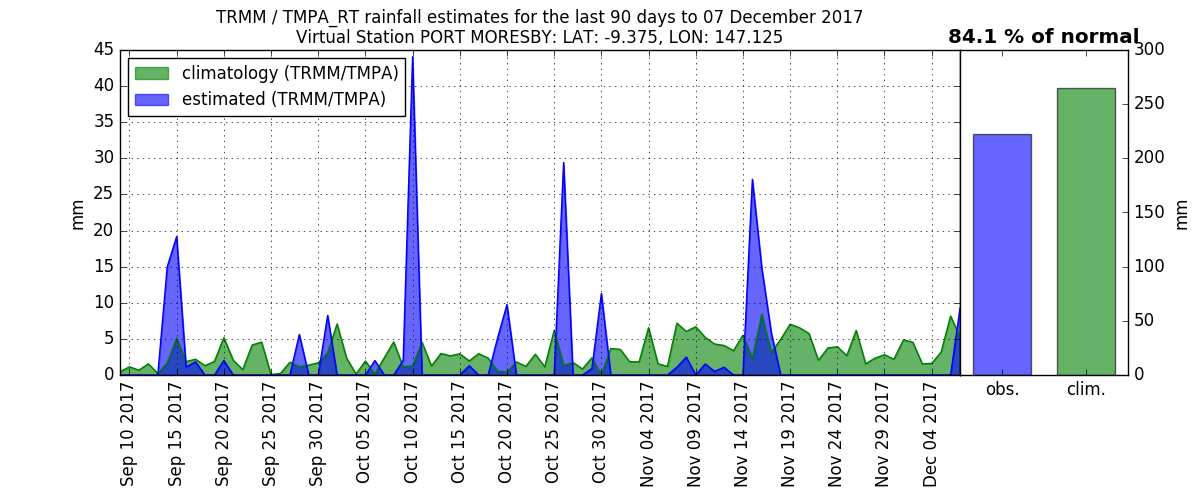 TRMM / TMPA_RT rainfall estimates for the last 90 days to 07 December 2017
Virtual Station PORT MORESBY: LAT: -9.375, LON: 147.125
84.1 % of normal
climatology (TRMM/TMPA)
estimated (TRMM/TMPA)
45
40
35
30
25
20
15
10
5
0
mm
Sep 10 2017
Sep 15 2017
Sep 20 2017
Sep 25 2017
Sep 30 2017
Oct 05 2017
Oct 10 2017
Oct 15 2017
Oct 20 2017
Oct 25 2017
Oct 30 2017
Nov 04 2017
Nov 09 2017
Nov 14 2017
Nov 19 2017
Nov 24 2017
Nov 29 2017
Dec 04 2017
300
250
200
150
100
50
0
mm
obs.
clim.